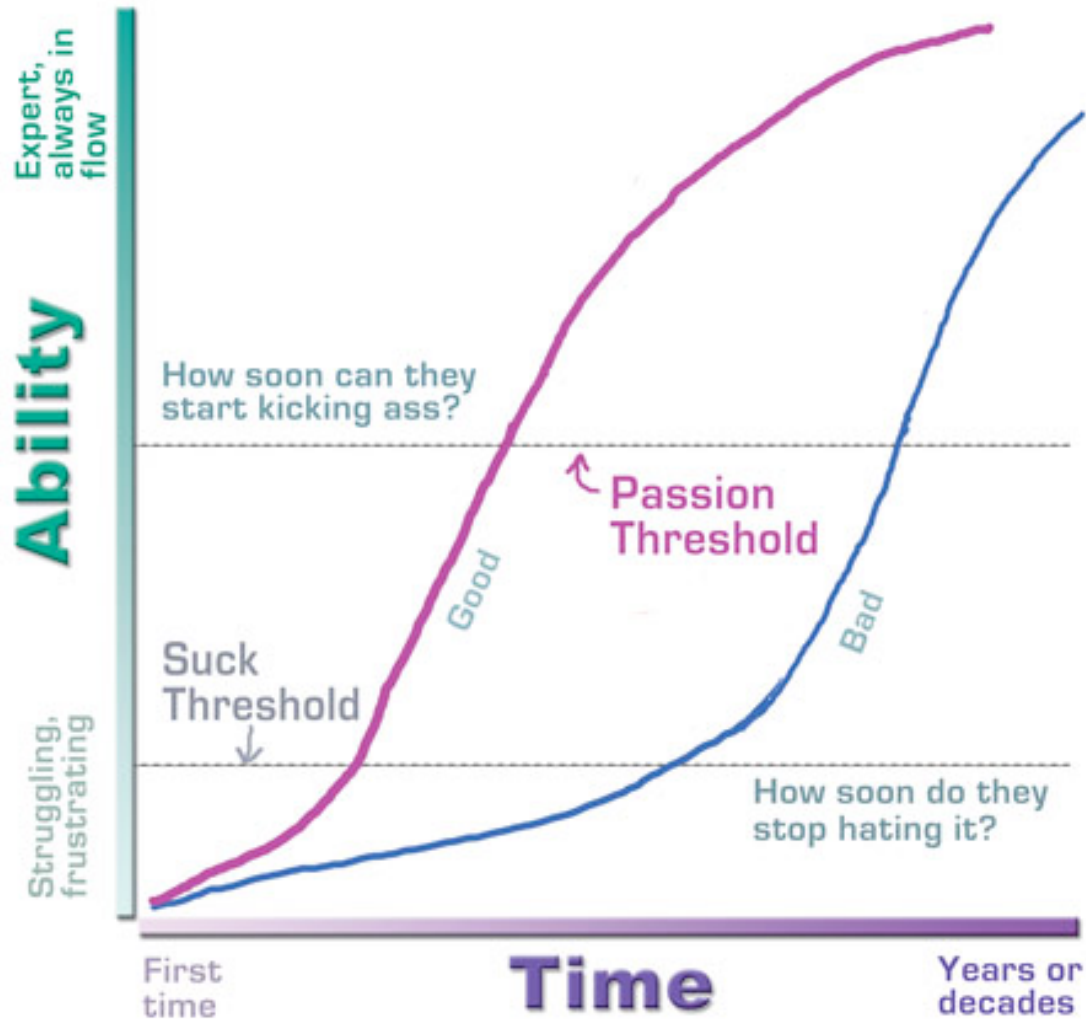 Expert,
always in
flow
Ability
How soon can they
start kicking ass?
Passion
Threshold
Good
Bad
Suck
Threshold
Struggling,
frustrating
How soon do they
stop hating it?
First
time
Time
Years or
decades